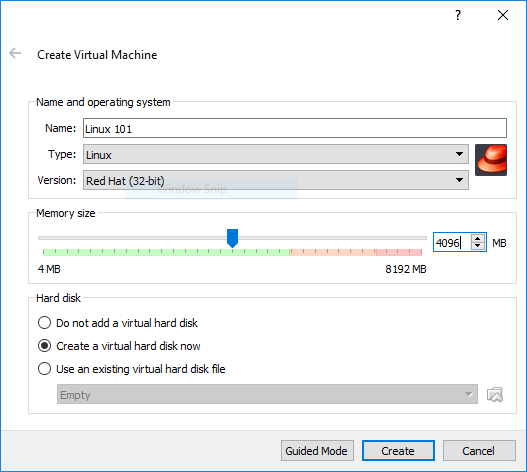 ?
Create Virtual Machine
Name and operating system
Name: Linux 101
Type: Linux
Version: Red Hat (32-bit)
Window Snip
Memory size
4096 MB
4 MB 8192 MB
Hard disk
Do not add a virtual hard disk
Create a virtual hard disk now
Use an existing virtual hard disk file
Empty
Guided Mode Create Cancel